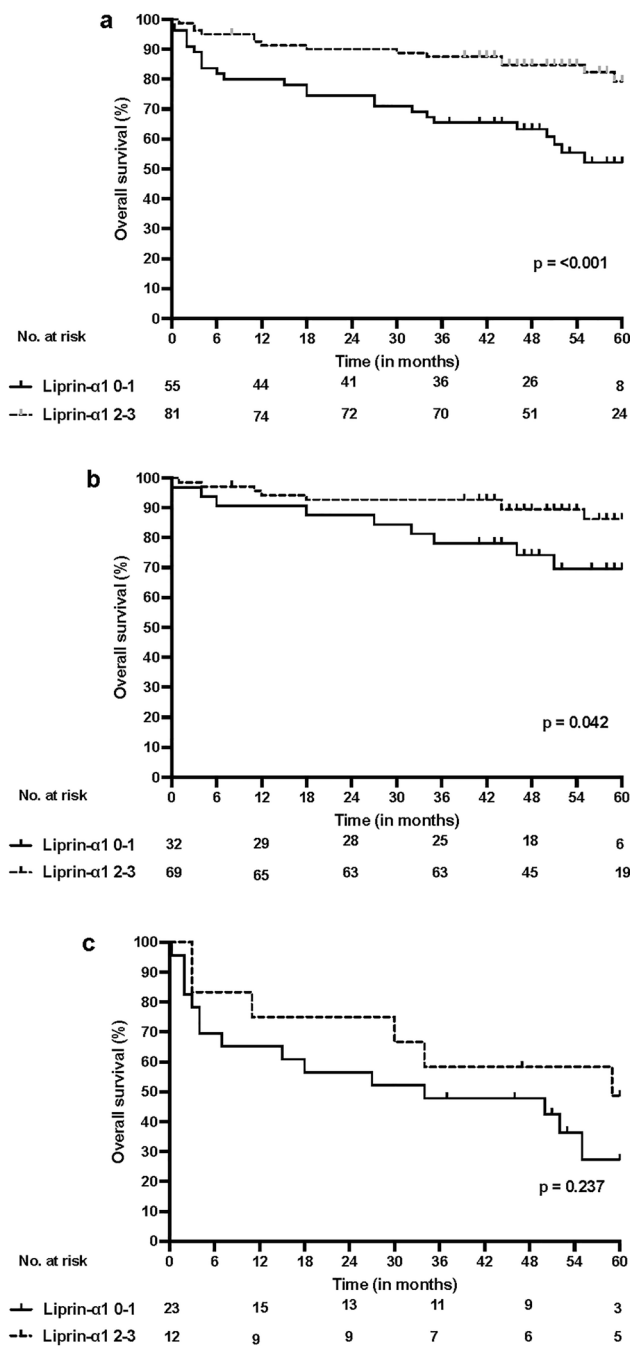 a
100
90
80
70
60
50
40
30
20
10
0
Overall survival (%)
p = <0.001
0 6 12 18 24 30 36 42 48 54 60
Time (in months)
No. at risk
Liprin-α1 0-1 55 44 41 36 26 8
Liprin-α1 2-3 81 74 72 70 51 24
b
100
90
80
70
60
50
40
30
20
10
0
Overall survival (%)
p = 0.042
0 6 12 18 24 30 36 42 48 54 60
Time (in months)
No. at risk
Liprin-α1 0-1 32 29 28 25 18 6
Liprin-α1 2-3 69 65 63 63 45 19
c
100
90
80
70
60
50
40
30
20
10
0
Overall survival (%)
p = 0.237
0 6 12 18 24 30 36 42 48 54 60
Time (in months)
No. at risk
Liprin-α1 0-1 23 15 13 11 9 3
Liprin-α1 2-3 12 9 9 7 6 5